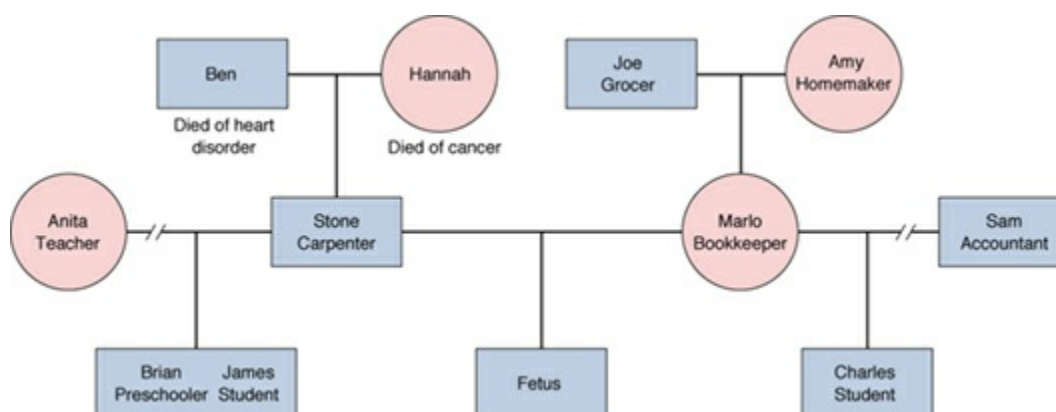 Ben
Hannah
Joe
Grocer
Amy
Homemaker
Died of heart
disorder
Died of cancer
Anita
Teacher
Stone
Carpenter
Marlo
Bookkeeper
Sam
Accountant
Brian
Preschooler
James
Student
Fetus
Charles
Student